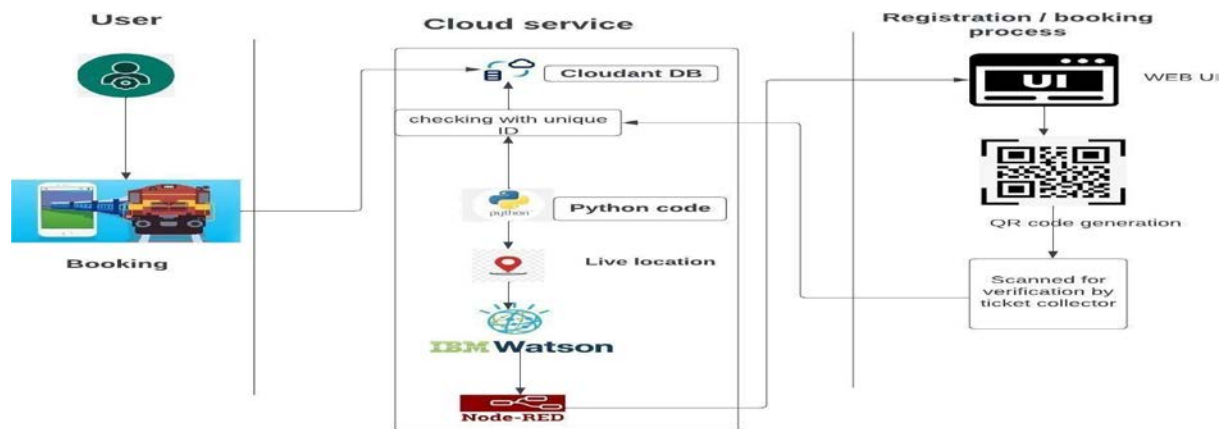 User
Cloud service
Registration / booking
process
Cloudant DB
UI
WEB UI
checking with unique
ID
python
Python code
QR code generation
Booking
Live location
Scanned for
verification by
ticket collector
IBM Watson
Node-RED